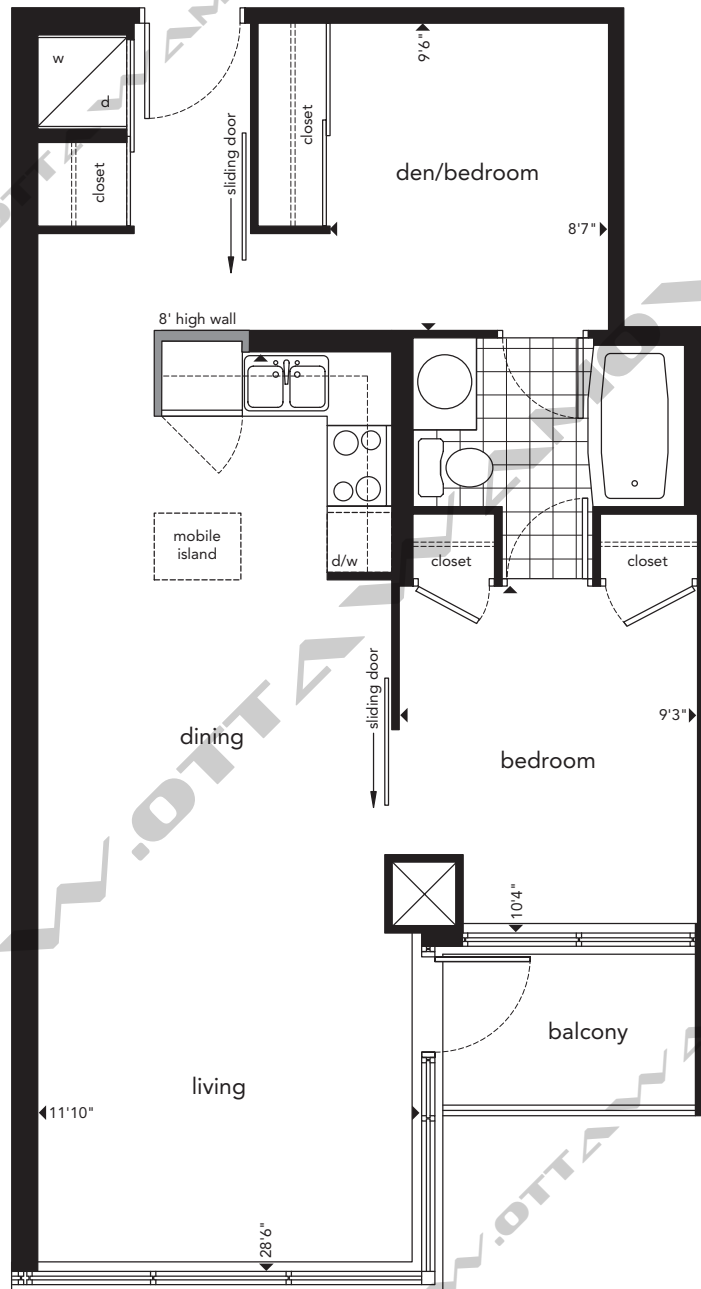 w
d
closet
sliding door
closet
9'6"
den/bedroom
8'7"
8' high wall
mobile
island
d/w
closet
closet
sliding door
dining
9'3"
bedroom
10'4"
balcony
living
11'10"
28'6"